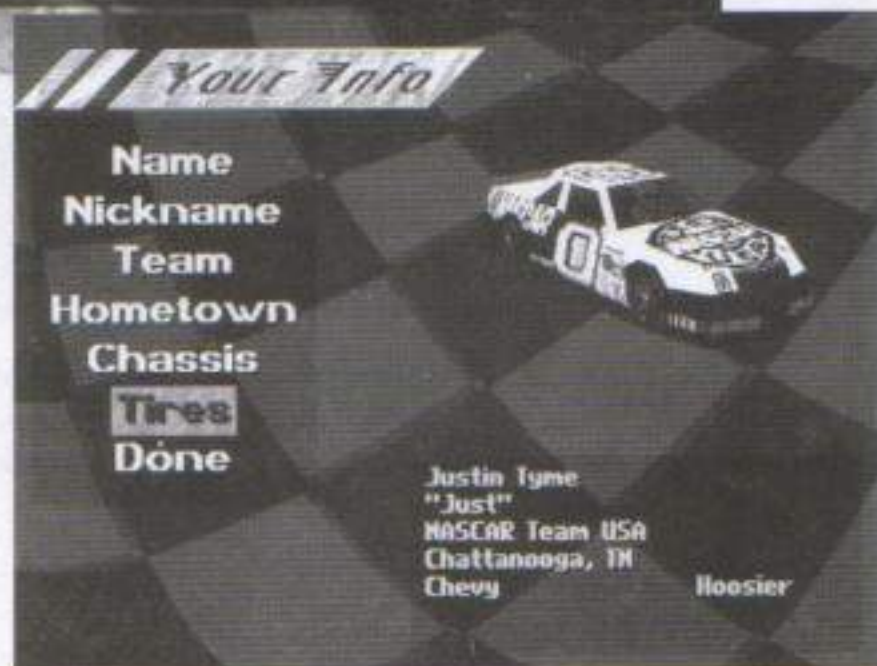 Your Info
Name
Nickname
Team
Hometown
Chassis
Tires
Done
0
Justin Tyme
"Just"
NASCAR Team USA
Chattanooga, TN
Chevy Hoosier